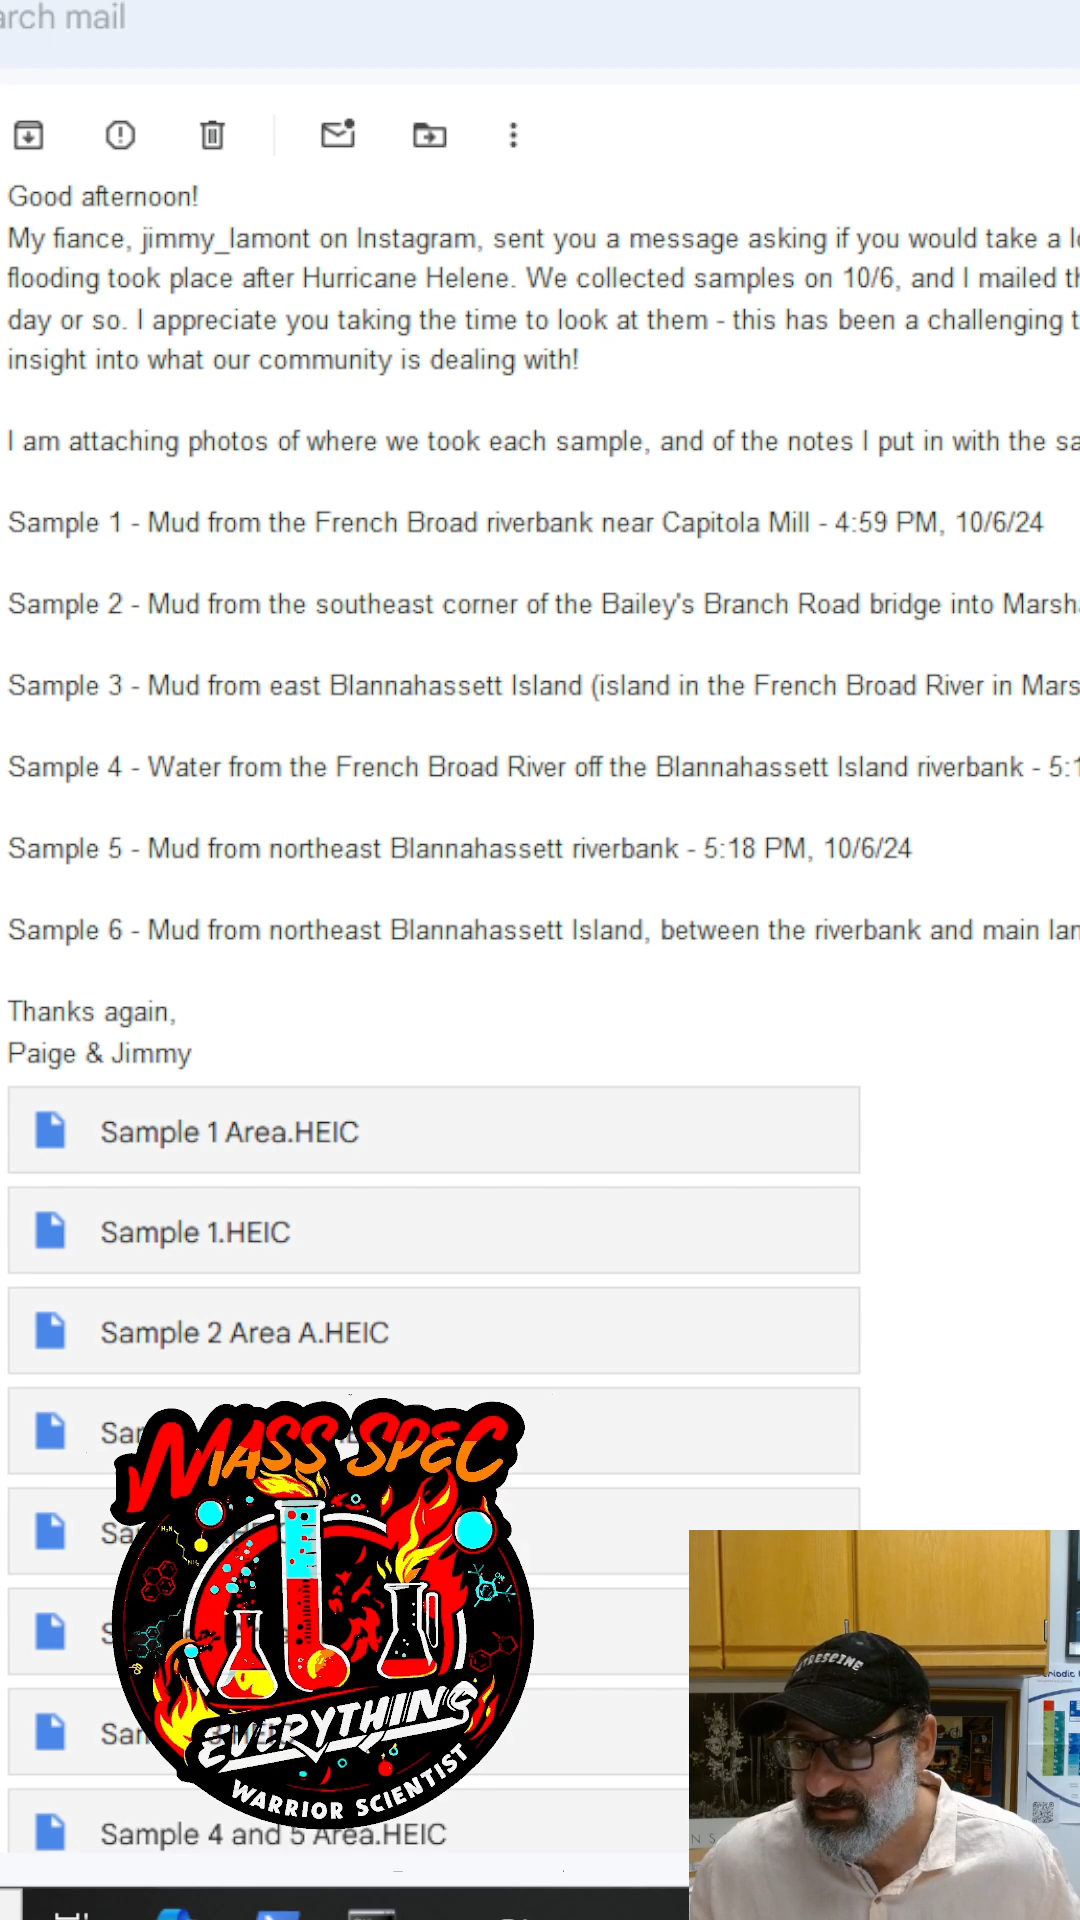 arch mail
Good afternoon!
My fiance, jimmy_lamont on Instagram, sent you a message asking if you would take a
flooding took place after Hurricane Helene. We collected samples on 10/6, and I mailed
day or so. I appreciate you taking the time to look at them - this has been a challenging
insight into what our community is dealing with!
I am attaching photos of where we took each sample, and of the notes I put in with the sa
Sample 1 - Mud from the French Broad riverbank near Capitola Mill - 4:59 PM, 10/6/24
Sample 2 - Mud from the southeast corner of the Bailey's Branch Road bridge into Marsh
Sample 3 - Mud from east Blannahassett Island (island in the French Broad River in Mars
Sample 4 - Water from the French Broad River off the Blannahassett Island riverbank - 5:1
Sample 5 - Mud from northeast Blannahassett riverbank - 5:18 PM, 10/6/24
Sample 6 - Mud from northeast Blannahassett Island, between the riverbank and main lan
Thanks again,
Paige & Jimmy
Sample 1 Area.HEIC
Sample 1.HEIC
Sample 2 Area A.HEIC
MASS SPEC
EVERYTHING
WARRIOR SCIENTIST
Sample 4 and 5 Area.HEIC